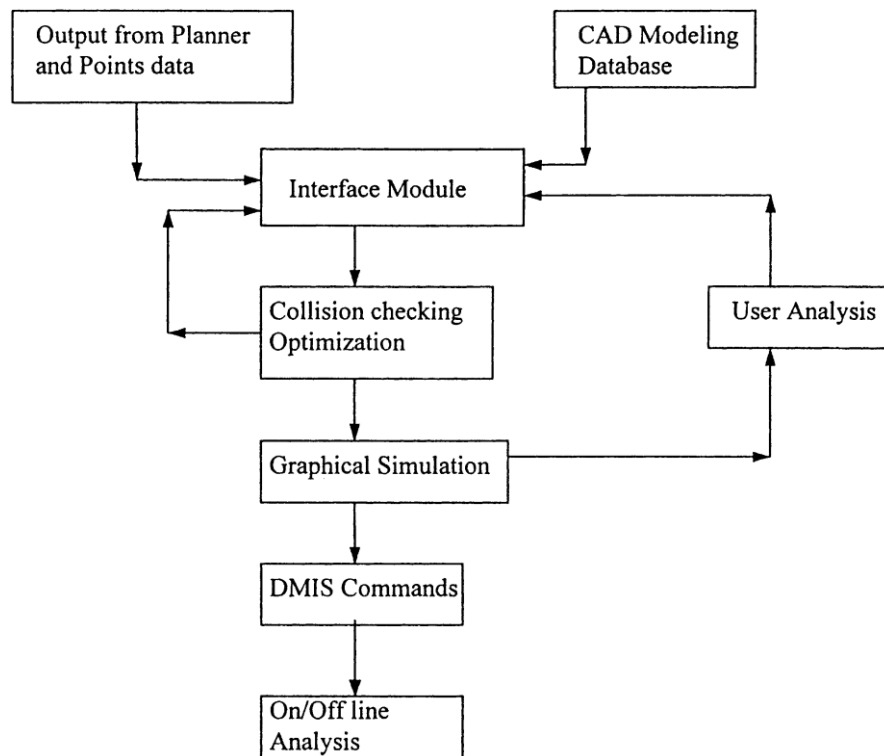 Output from Planner
and Points data
CAD Modeling
Database
Interface Module
Collision checking
Optimization
User Analysis
Graphical Simulation
DMIS Commands
On/Off line
Analysis